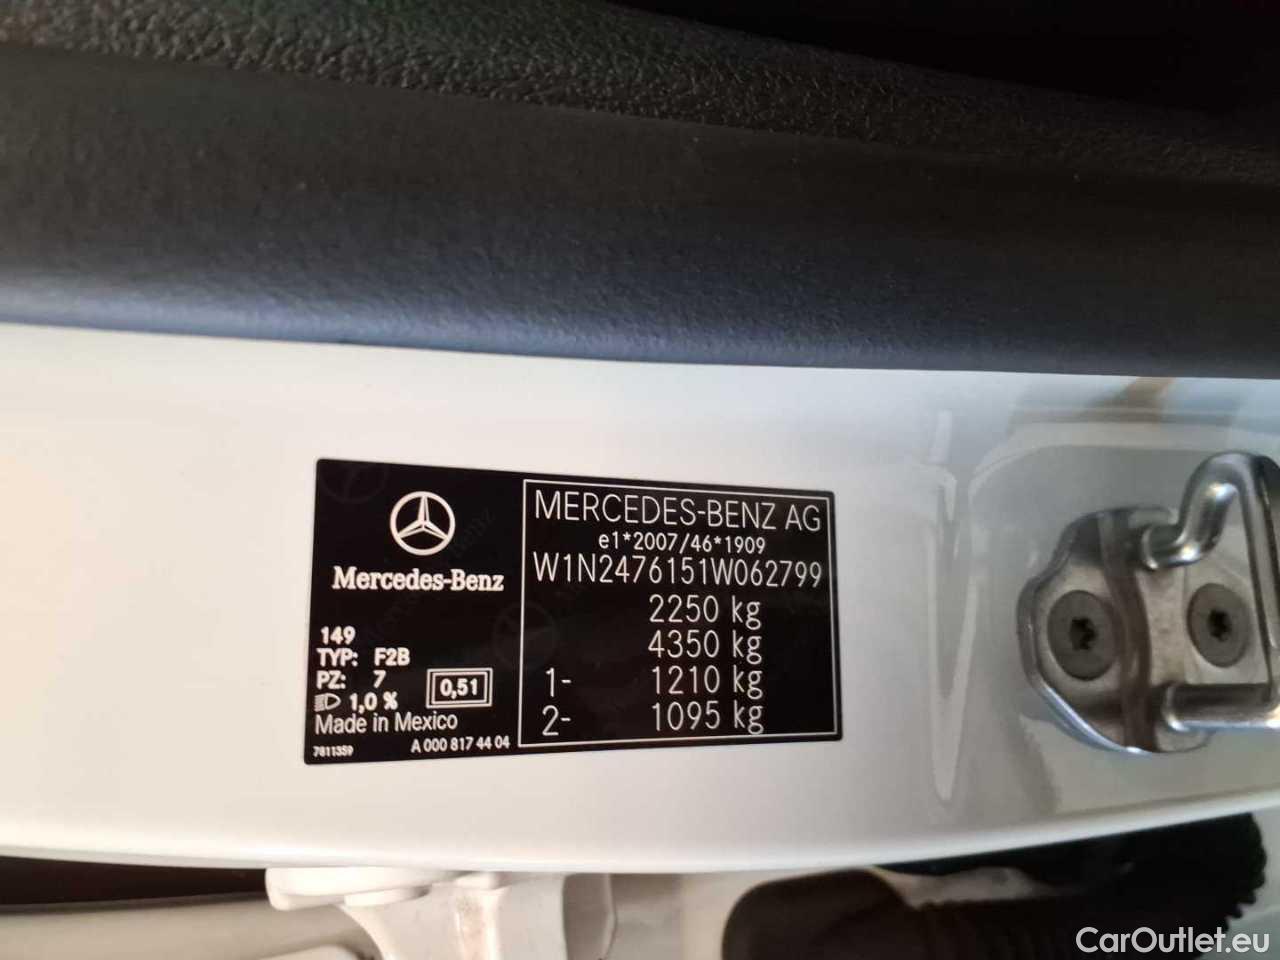 Mercedes-Benz
149
TYP: F2B
PZ: 7
1,0 %
0,51
Made in Mexico
7811359
A 000 817 44 04
MERCEDES-BENZ AG
e1*2007/46*1909
W1N2476151W062799
2250 kg
4350 kg
1- 1210 kg
2- 1095 kg
CarOutlet.eu